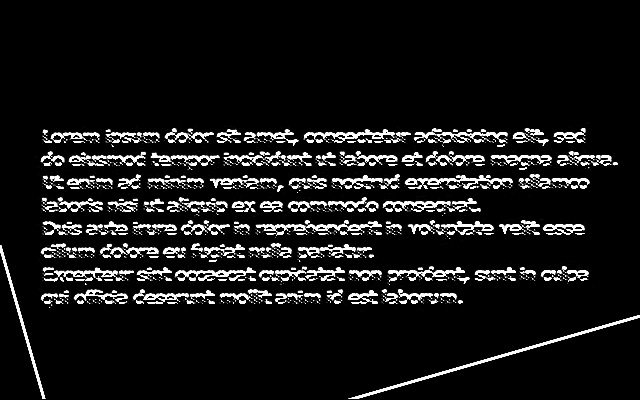 Lorem ipsum dolor sit amet, consectetur adipisicing elit, sed
do eiusmod tempor incididunt ut labore et dolore magna aliqua.
Ut enim ad minim veniam, quis nostrud exercitation ullamco
laboris nisi ut aliquip ex ea commodo consequat.
Duis aute irure dolor in reprehenderit in voluptate velit esse
cillum dolore eu fugiat nulla pariatur.
Excepteur sint occaecat cupidatat non proident, sunt in culpa
qui officia deserunt mollit anim id est laborum.